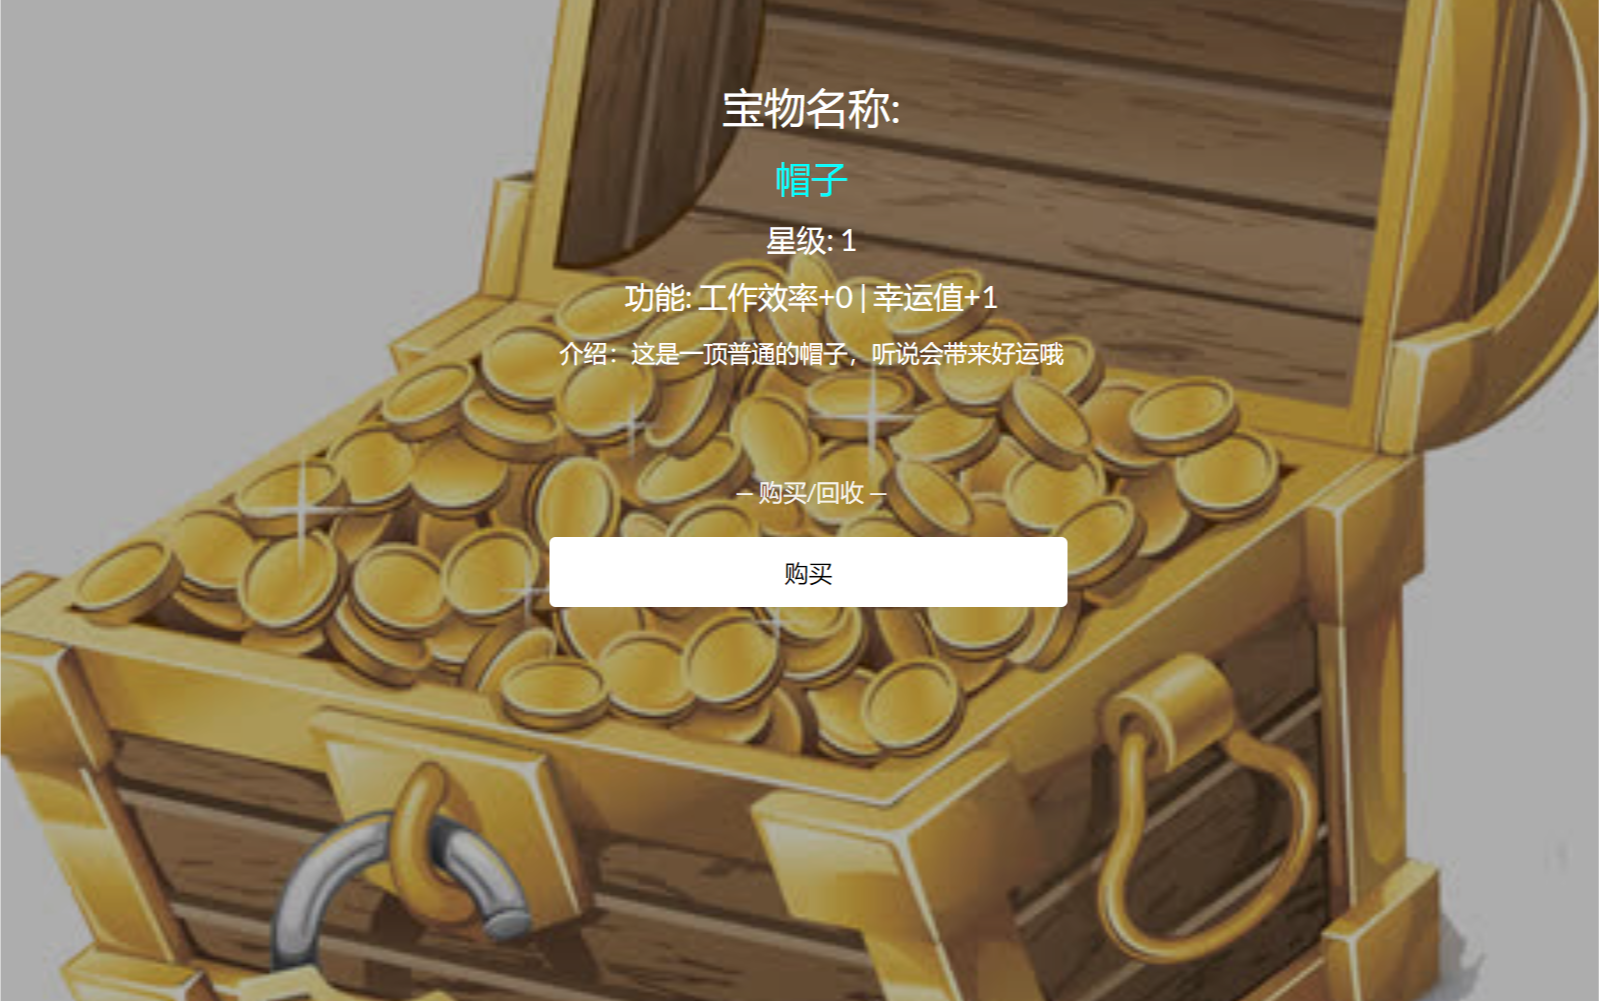 宝物名称:
帽子
星级: 1
功能: 工作效率+0 | 幸运值+1
介绍：这是一顶普通的帽子，听说会带来好运哦
— 购买/回收 —
购买